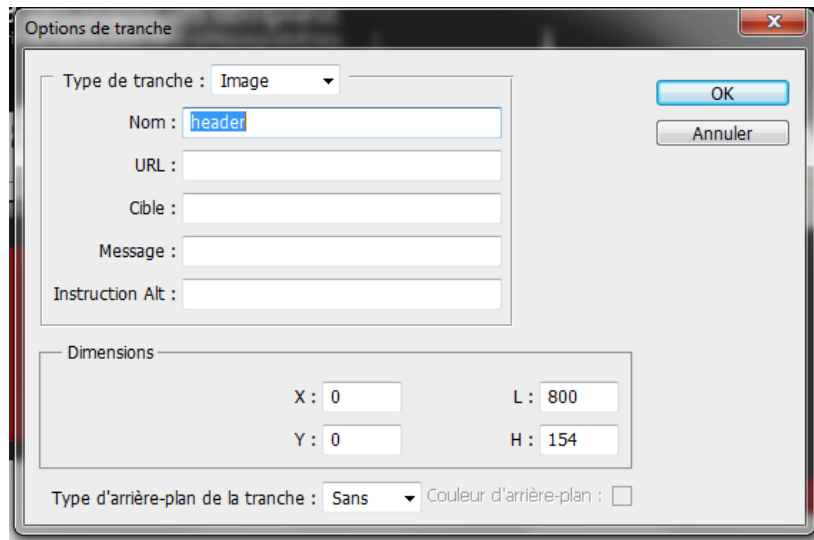 Options de tranche
Type de tranche : Image
OK
Nom : header
Annuler
URL :
Cible :
Message :
Instruction Alt :
Dimensions
X : 0 L : 800
Y : 0 H : 154
Type d'arrière-plan de la tranche : Sans Couleur d'arrière-plan :